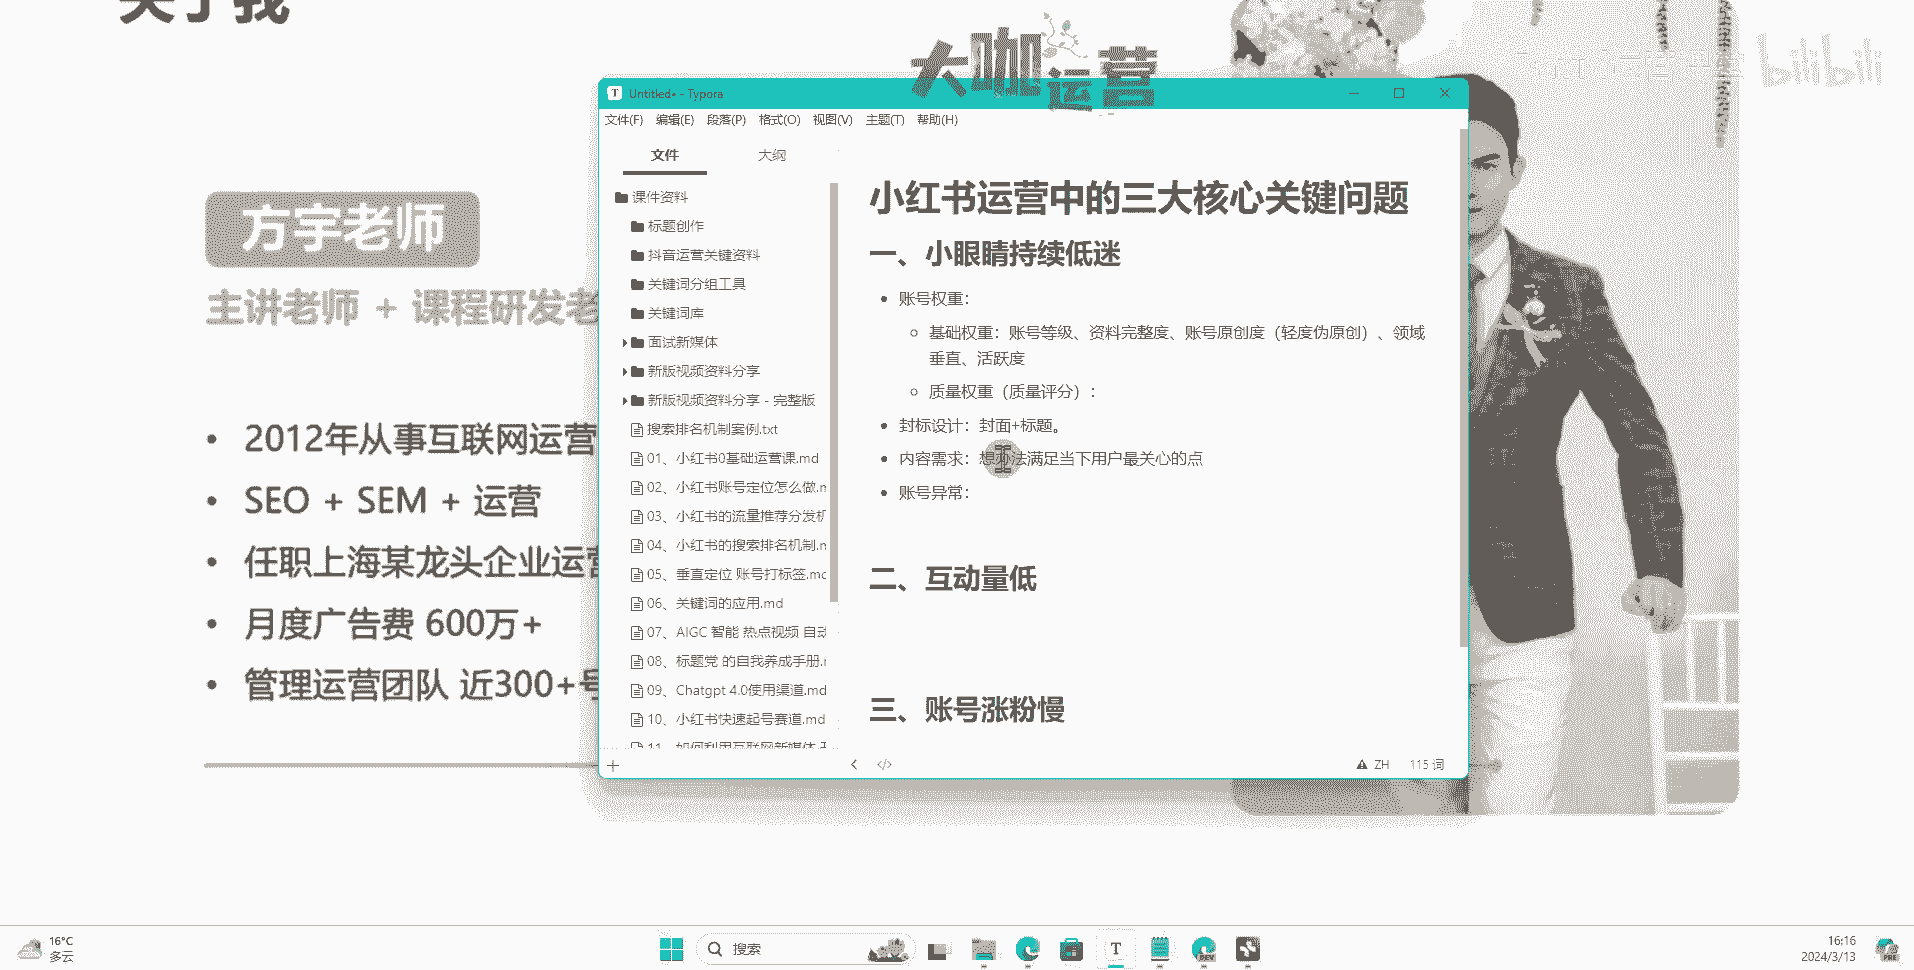 关于我
大咖运营
bilibili
方宇老师
主讲老师 + 课程研发老
2012年从事互联网运营
SEO + SEM + 运营
任职上海某龙头企业运营
月度广告费 600万+
管理运营团队 近300+号
Untitled• - Typora
文件(F) 编辑(E) 段落(P) 格式(O) 视图(V) 主题(T) 帮助(H)
文件 大纲
课件资料
标题创作
抖音运营关键资料
关键词分组工具
关键词库
面试新媒体
新版视频资料分享
新版视频资料分享 - 完整版
搜索排名机制案例.txt
01、小红书0基础运营课.md
02、小红书账号定位怎么做.m
03、小红书的流量推荐分发机
04、小红书的搜索排名机制.m
05、垂直定位 账号打标签.md
06、关键词的应用.md
07、AIGC 智能 热点视频 自动
08、标题党 的自我养成手册.m
09、Chatgpt 4.0使用渠道.md
10、小红书快速起号赛道.md
11、如何利用互联网新媒体
小红书运营中的三大核心关键问题
一、小眼睛持续低迷
账号权重：
基础权重：账号等级、资料完整度、账号原创度（轻度伪原创）、领域
垂直、活跃度
质量权重（质量评分）：
封标设计：封面+标题。
内容需求：想办法满足当下用户最关心的点
账号异常：
二、互动量低
三、账号涨粉慢
ZH 115 词
16°C
多云
搜索
T
DEV
16:16
2024/3/13
PRE